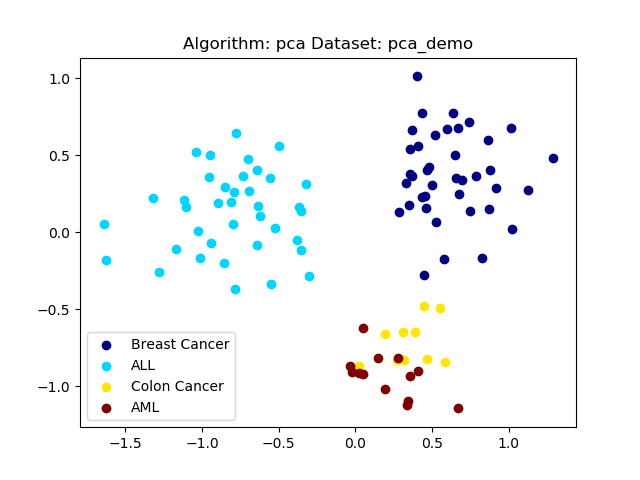 Algorithm: pca Dataset: pca_demo
1.0
0.5
0.0
−0.5
−1.0
Breast Cancer
ALL
Colon Cancer
AML
−1.5 −1.0 −0.5 0.0 0.5 1.0